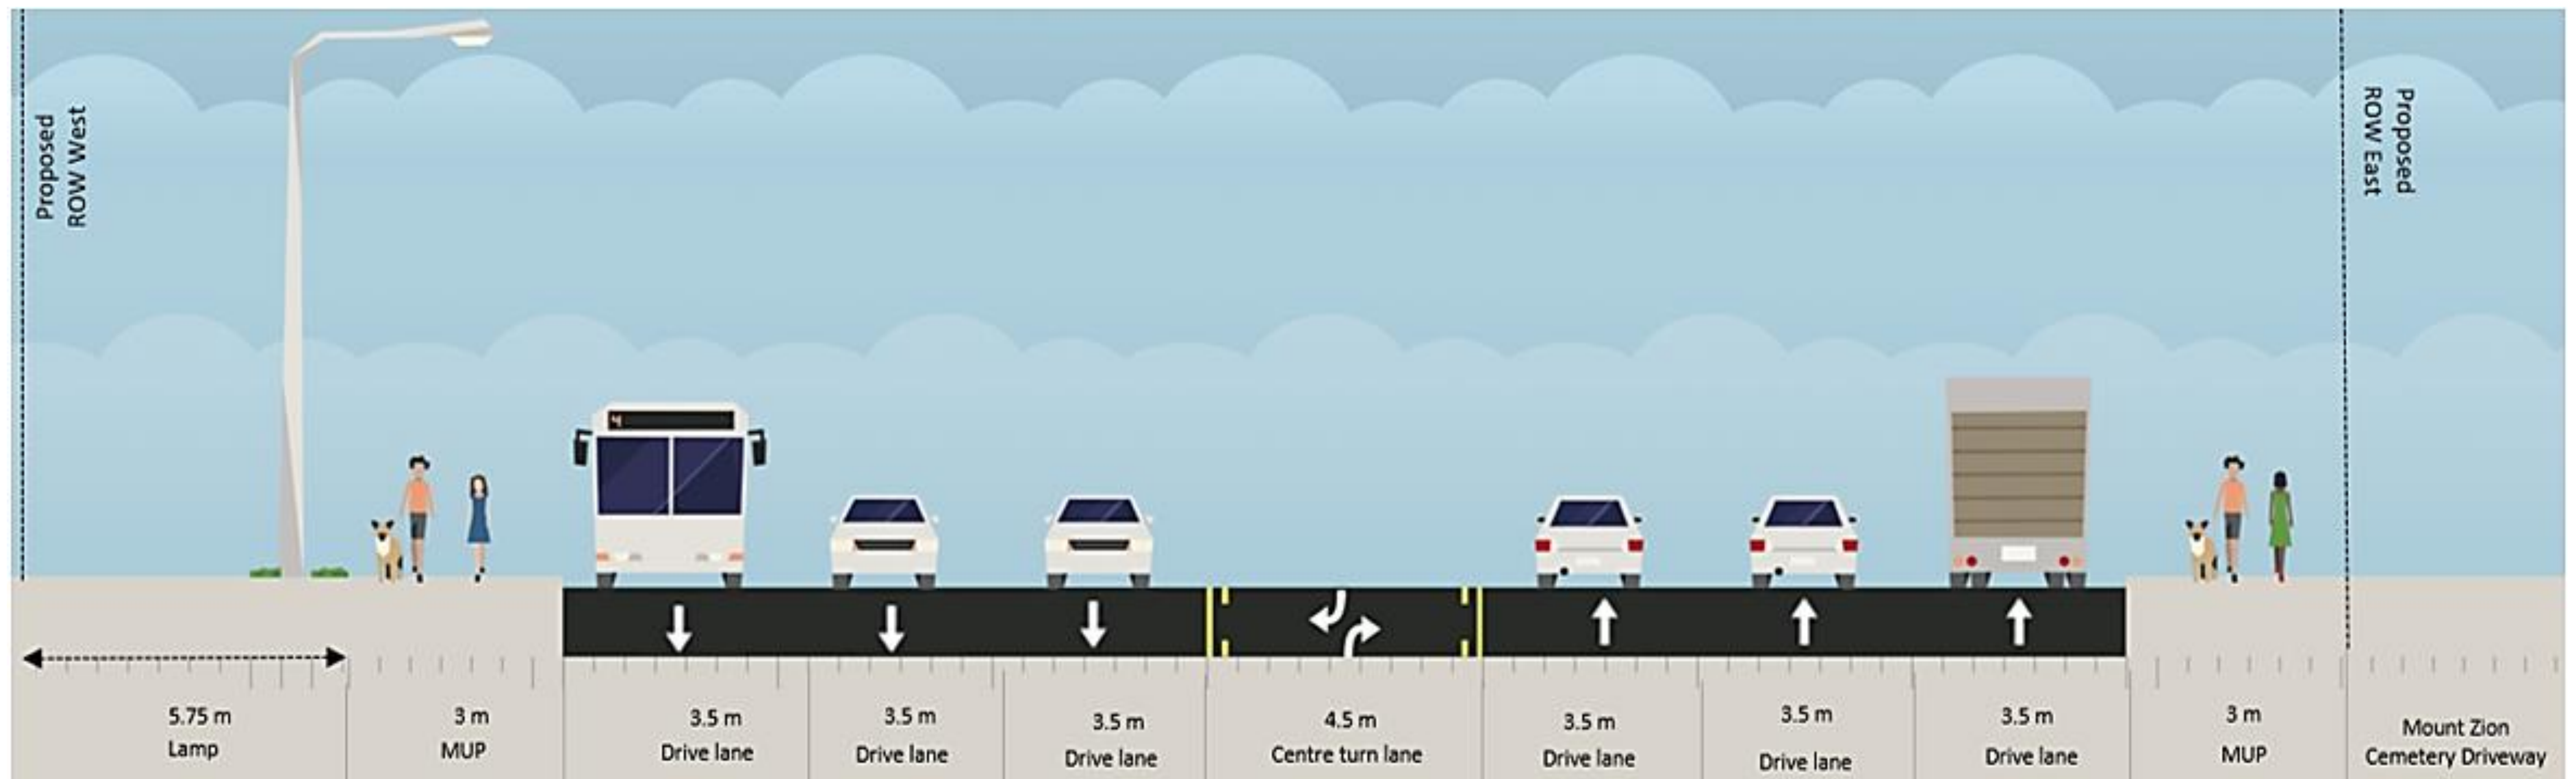 Proposed
ROW West
Proposed
ROW East
4
5.75 m
Lamp
3 m
MUP
3.5 m
Drive lane
3.5 m
Drive lane
3.5 m
Drive lane
4.5 m
Centre turn lane
3.5 m
Drive lane
3.5 m
Drive lane
3.5 m
Drive lane
3 m
MUP
Mount Zion
Cemetery Driveway